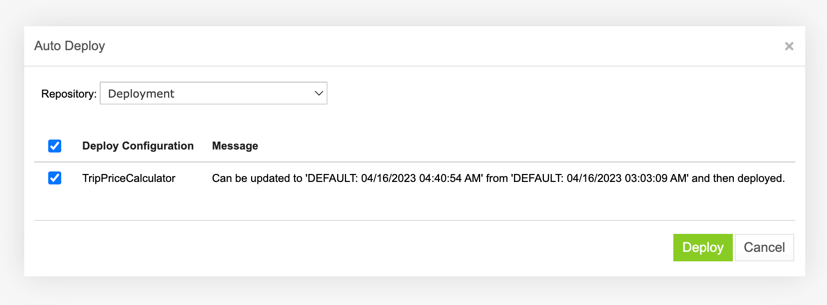 Auto Deploy ×
Repository: Deployment
Deploy Configuration Message
TripPriceCalculator Can be updated to 'DEFAULT: 04/16/2023 04:40:54 AM' from 'DEFAULT: 04/16/2023 03:03:09 AM' and then deployed.
Deploy Cancel